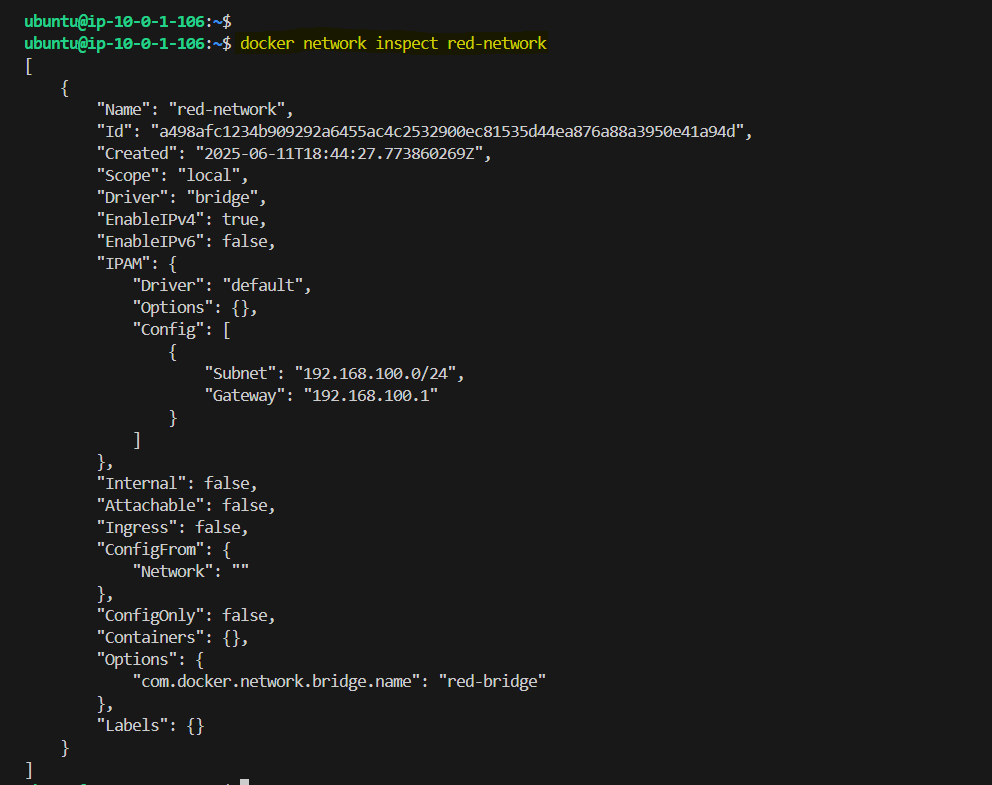 ubuntu@ip-10-0-1-106:~$
ubuntu@ip-10-0-1-106:~$ docker network inspect red-network
[
    {
        "Name": "red-network",
        "Id": "a498afc1234b909292a6455ac4c2532900ec81535d44ea876a88a3950e41a94d",
        "Created": "2025-06-11T18:44:27.773860269Z",
        "Scope": "local",
        "Driver": "bridge",
        "EnableIPv4": true,
        "EnableIPv6": false,
        "IPAM": {
            "Driver": "default",
            "Options": {},
            "Config": [
                {
                    "Subnet": "192.168.100.0/24",
                    "Gateway": "192.168.100.1"
                }
            ]
        },
        "Internal": false,
        "Attachable": false,
        "Ingress": false,
        "ConfigFrom": {
            "Network": ""
        },
        "ConfigOnly": false,
        "Containers": {},
        "Options": {
            "com.docker.network.bridge.name": "red-bridge"
        },
        "Labels": {}
    }
]